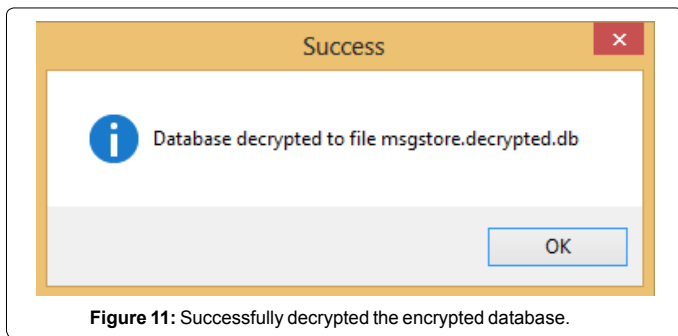 Success
Database decrypted to file msgstore.decrypted.db
OK
Figure 11: Successfully decrypted the encrypted database.